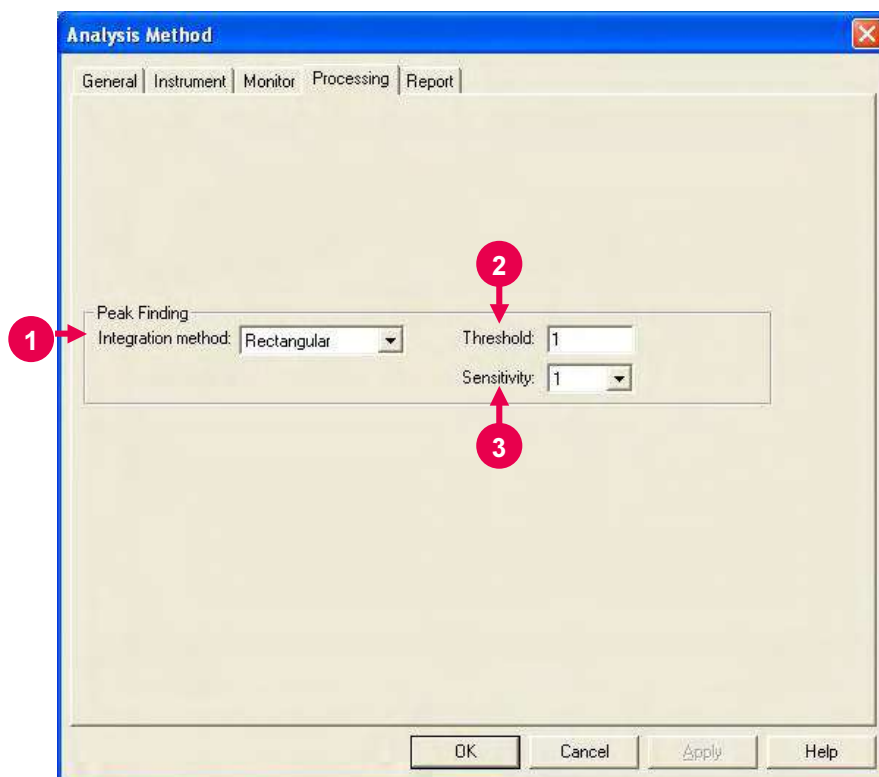 Analysis Method
General Instrument Monitor Processing Report
2
Peak Finding
1
Integration method: Rectangular Threshold: 1
Sensitivity: 1
3
OK Cancel Apply Help